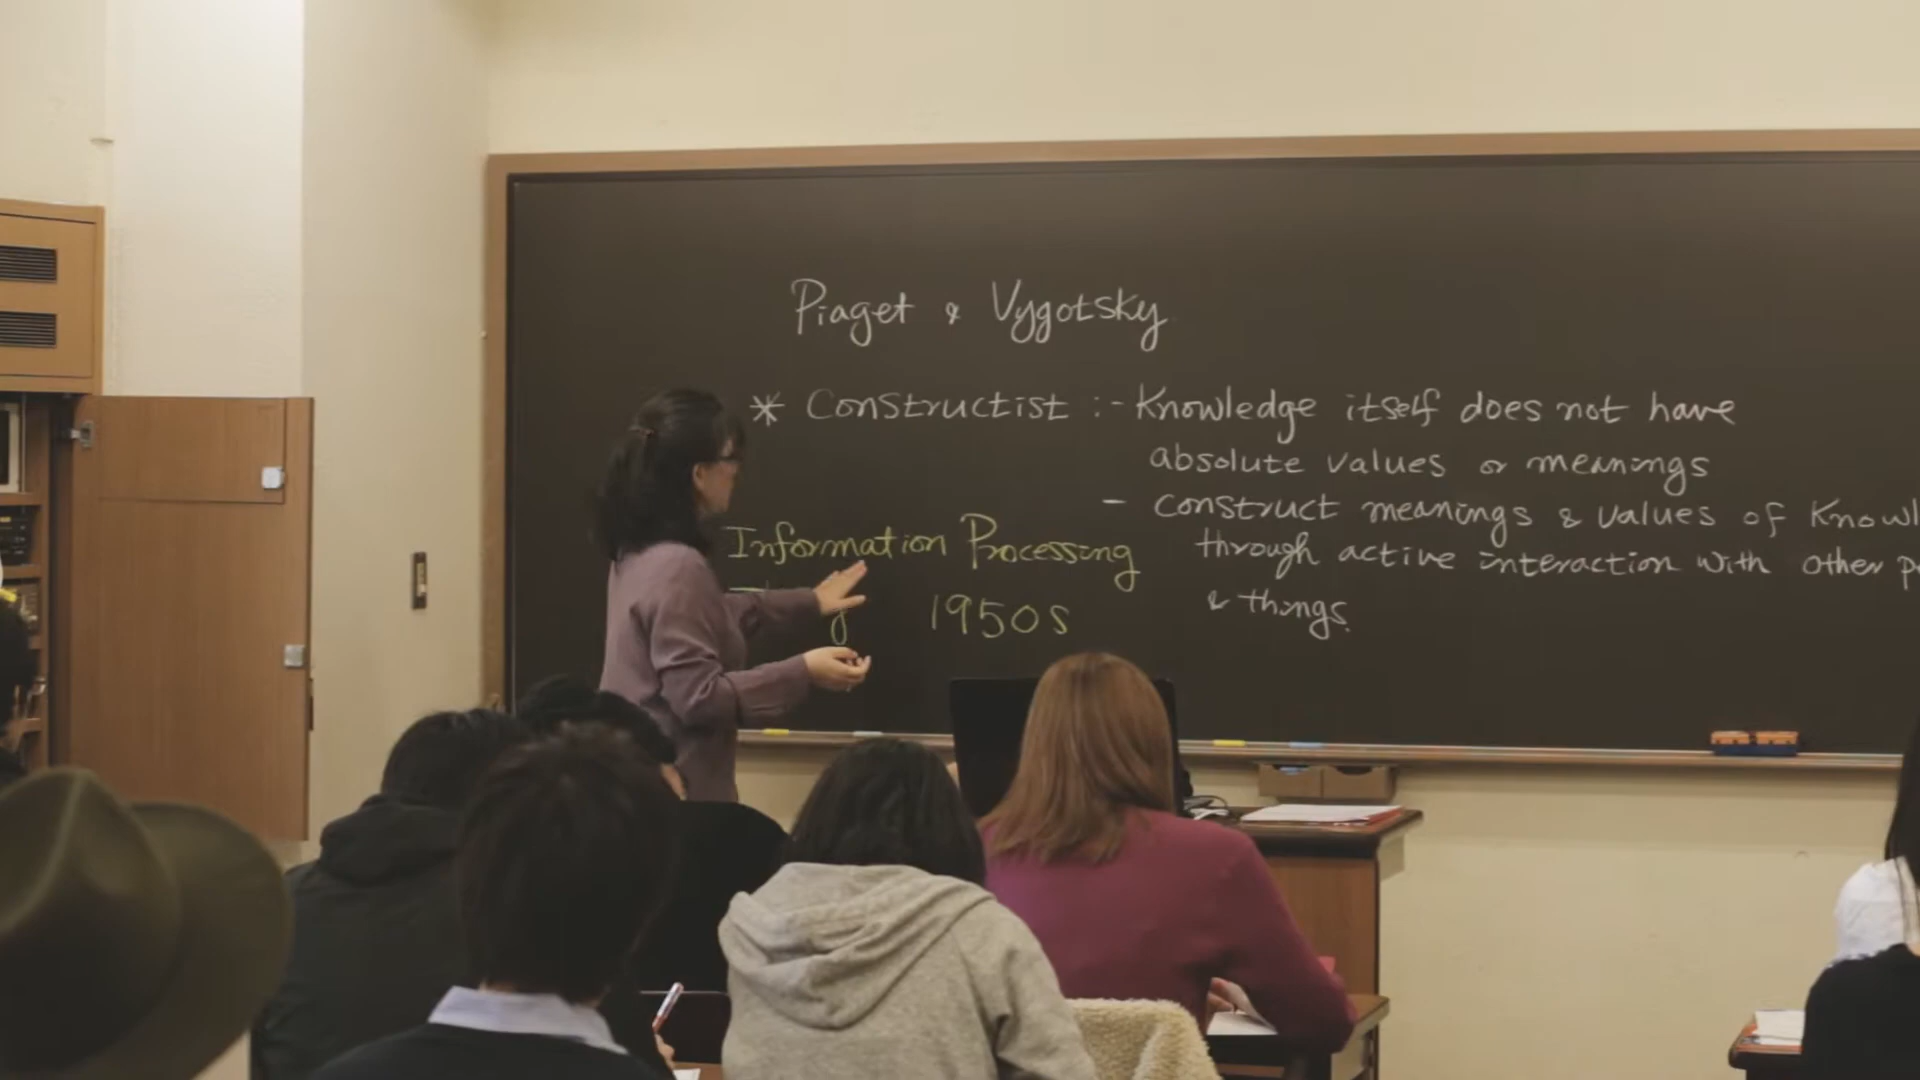 Piaget & Vygotsky
* Constructist :- Knowledge itself does not have
absolute values or meanings
- construct meanings & values of Knowl
through active interaction with other p
& things.
Information Processing
1950s